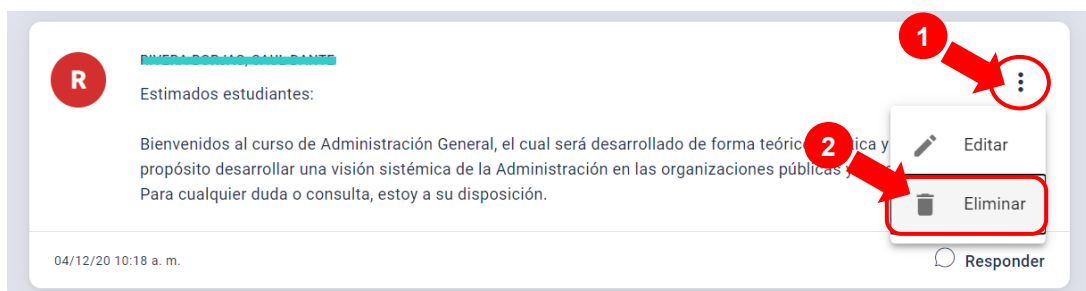 1
R
Estimados estudiantes:
Bienvenidos al curso de Administración General, el cual será desarrollado de forma y
propósito desarrollar una visión sistémica de la Administración en las organizaciones públicas
Para cualquier duda o consulta, estoy a su disposición.
2
Editar
Eliminar
04/12/20 10:18 a. m.
Responder